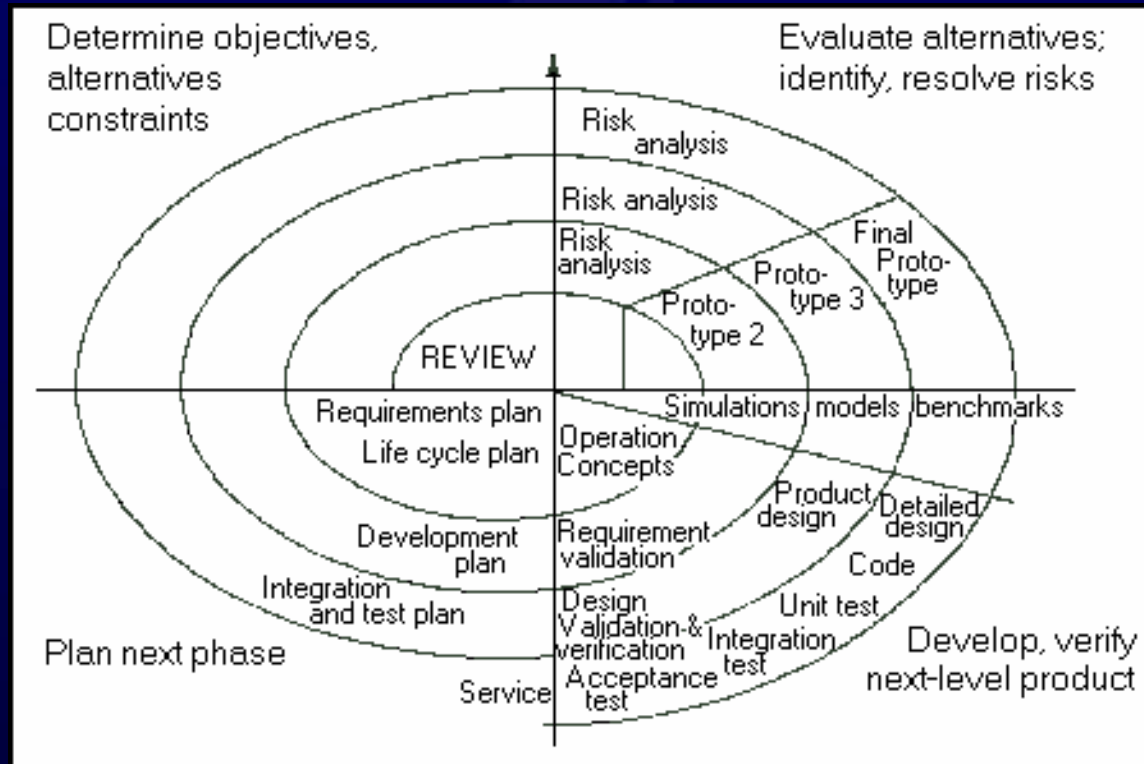 Determine objectives,
alternatives
constraints
Evaluate alternatives;
identify, resolve risks
Risk
analysis
Risk analysis
Risk
analysis
Final
Proto-
type
Proto-
type 3
Proto-
type 2
REVIEW
Simulations models benchmarks
Requirements plan
Life cycle plan
Operation
Concepts
Product
design
Detailed
design
Development
plan
Requirement
validation
Code
Integration
and test plan
Design
Validation-&
verification
Unit test
Integration
test
Acceptance
test
Service
Plan next phase
Develop, verify
next-level product